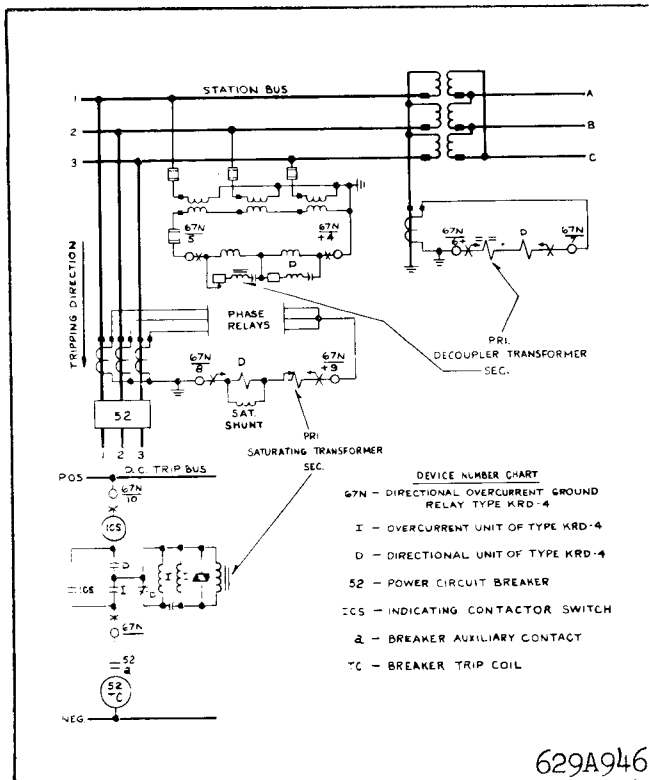 STATION BUS
1
2
3
A
B
C
67N
5
67N
+4
D
67N
6+
D
67N
7
TRIPPING DIRECTION
PHASE
RELAYS
PRI.
DECOUPLER TRANSFORMER
SEC.
67N
8
D
67N
+9
SAT.
SHUNT
52
1 2 3
PRI
SATURATING TRANSFORMER
SEC.
POS
D.C. TRIP BUS
67N
10
ICS
ICS
D
I
D
I
I
67N
52
a
52
TC
NEG.
DEVICE NUMBER CHART
67N - DIRECTIONAL OVERCURRENT GROUND
RELAY TYPE KRD-4
I - OVERCURRENT UNIT OF TYPE KRD-4
D - DIRECTIONAL UNIT OF TYPE KRD-4
52 - POWER CIRCUIT BREAKER
ICS - INDICATING CONTACTOR SWITCH
a - BREAKER AUXILIARY CONTACT
TC - BREAKER TRIP COIL
629A946